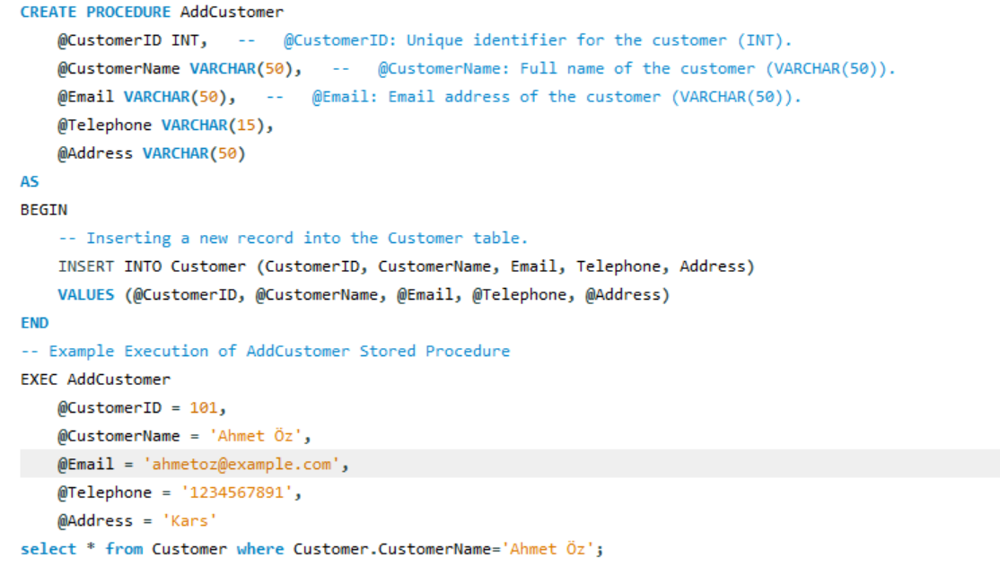 CREATE PROCEDURE AddCustomer
    @CustomerID INT,   --   @CustomerID: Unique identifier for the customer (INT).
    @CustomerName VARCHAR(50),   --   @CustomerName: Full name of the customer (VARCHAR(50)).
    @Email VARCHAR(50),   --   @Email: Email address of the customer (VARCHAR(50)).
    @Telephone VARCHAR(15),
    @Address VARCHAR(50)
AS
BEGIN
    -- Inserting a new record into the Customer table.
    INSERT INTO Customer (CustomerID, CustomerName, Email, Telephone, Address)
    VALUES (@CustomerID, @CustomerName, @Email, @Telephone, @Address)
END
-- Example Execution of AddCustomer Stored Procedure
EXEC AddCustomer
    @CustomerID = 101,
    @CustomerName = 'Ahmet Öz',
    @Email = 'ahmetoz@example.com',
    @Telephone = '1234567891',
    @Address = 'Kars'
select * from Customer where Customer.CustomerName='Ahmet Öz';